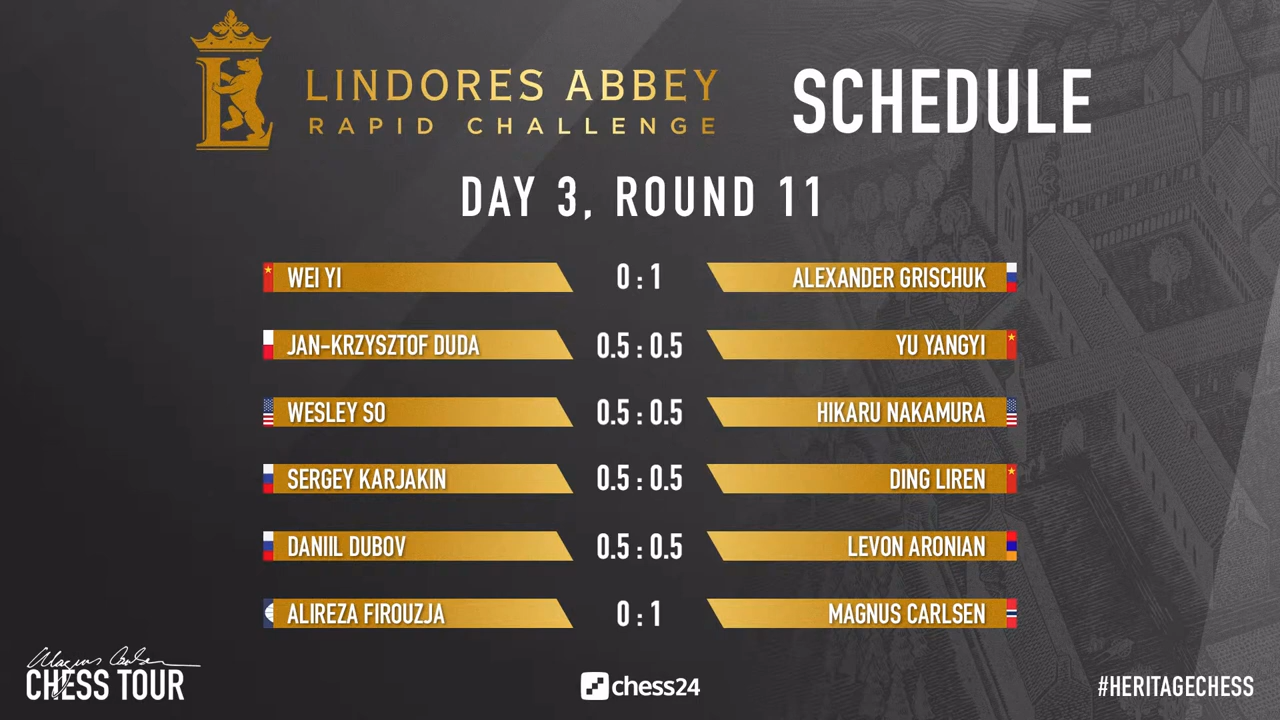 LINDORES ABBEY
RAPID CHALLENGE
SCHEDULE
DAY 3, ROUND 11
WEI YI 0 : 1 ALEXANDER GRISCHUK
JAN-KRZYSZTOF DUDA 0.5 : 0.5 YU YANGYI
WESLEY SO 0.5 : 0.5 HIKARU NAKAMURA
SERGEY KARJAKIN 0.5 : 0.5 DING LIREN
DANIIL DUBOV 0.5 : 0.5 LEVON ARONIAN
ALIREZA FIROUZJA 0 : 1 MAGNUS CARLSEN
Magnus Carlsen
CHESS TOUR
chess24
#HERITAGECHESS